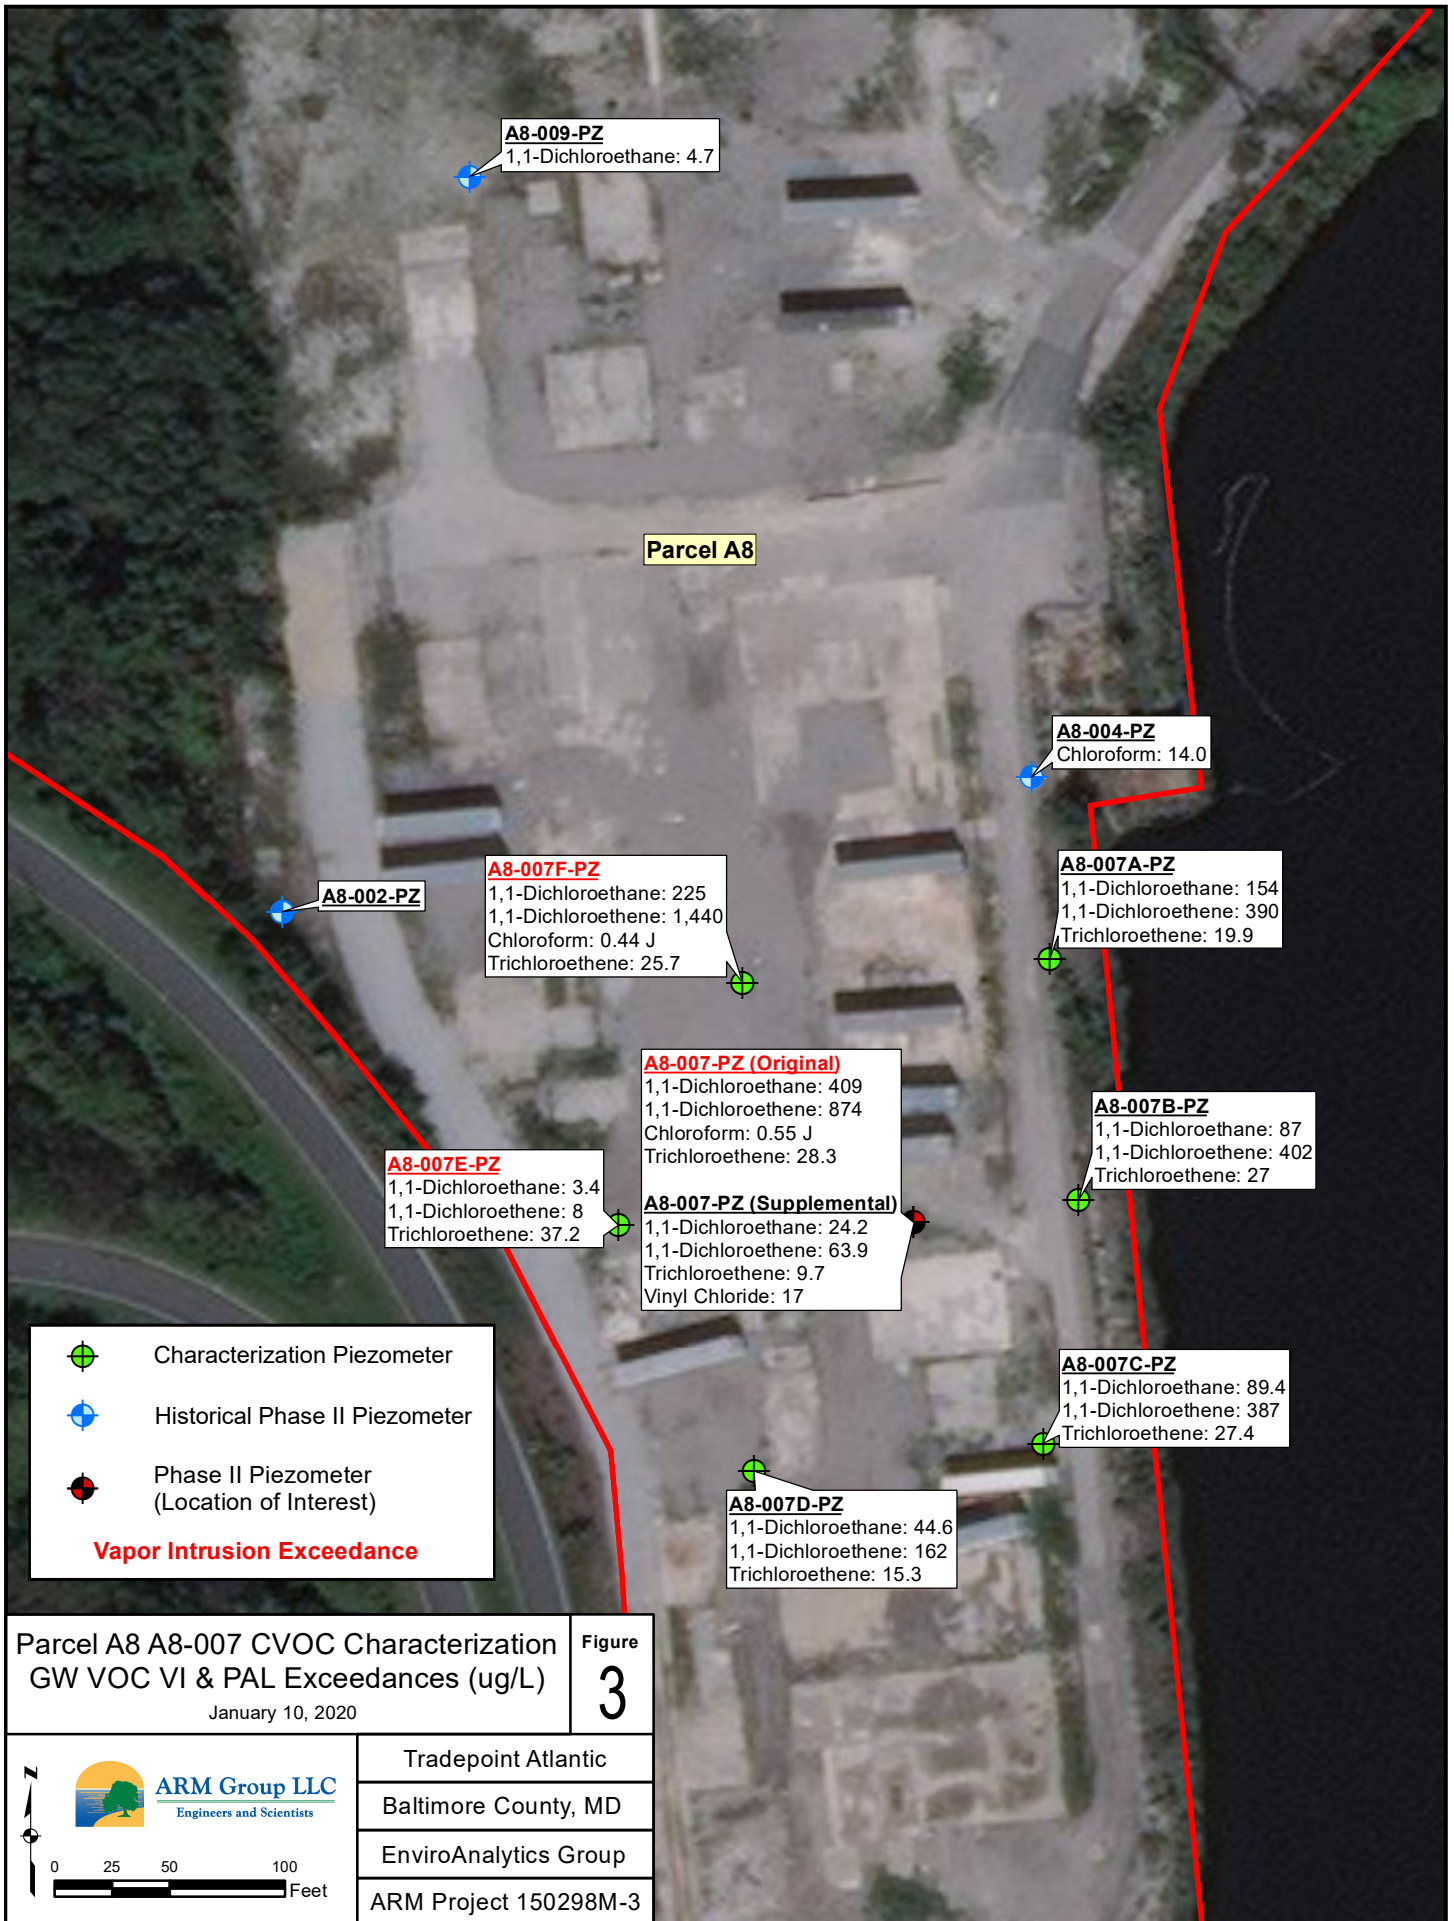 A8-009-PZ
1,1-Dichloroethane: 4.7
Parcel A8
A8-004-PZ
Chloroform: 14.0
A8-007A-PZ
1,1-Dichloroethane: 154
1,1-Dichloroethene: 390
Trichloroethene: 19.9
A8-007F-PZ
1,1-Dichloroethane: 225
1,1-Dichloroethene: 1,440
Chloroform: 0.44 J
Trichloroethene: 25.7
A8-002-PZ
A8-007-PZ (Original)
1,1-Dichloroethane: 409
1,1-Dichloroethene: 874
Chloroform: 0.55 J
Trichloroethene: 28.3
A8-007-PZ (Supplemental)
1,1-Dichloroethane: 24.2
1,1-Dichloroethene: 63.9
Trichloroethene: 9.7
Vinyl Chloride: 17
A8-007B-PZ
1,1-Dichloroethane: 87
1,1-Dichloroethene: 402
Trichloroethene: 27
A8-007E-PZ
1,1-Dichloroethane: 3.4
1,1-Dichloroethene: 8
Trichloroethene: 37.2
A8-007C-PZ
1,1-Dichloroethane: 89.4
1,1-Dichloroethene: 387
Trichloroethene: 27.4
A8-007D-PZ
1,1-Dichloroethane: 44.6
1,1-Dichloroethene: 162
Trichloroethene: 15.3
Characterization Piezometer
Historical Phase II Piezometer
Phase II Piezometer
(Location of Interest)
Vapor Intrusion Exceedance
Parcel A8 A8-007 CVOC Characterization
GW VOC VI & PAL Exceedances (ug/L)
January 10, 2020
Figure
3
Z
ARM Group LLC
Engineers and Scientists
0 25 50 100
Feet
Tradepoint Atlantic
Baltimore County, MD
EnviroAnalytics Group
ARM Project 150298M-3